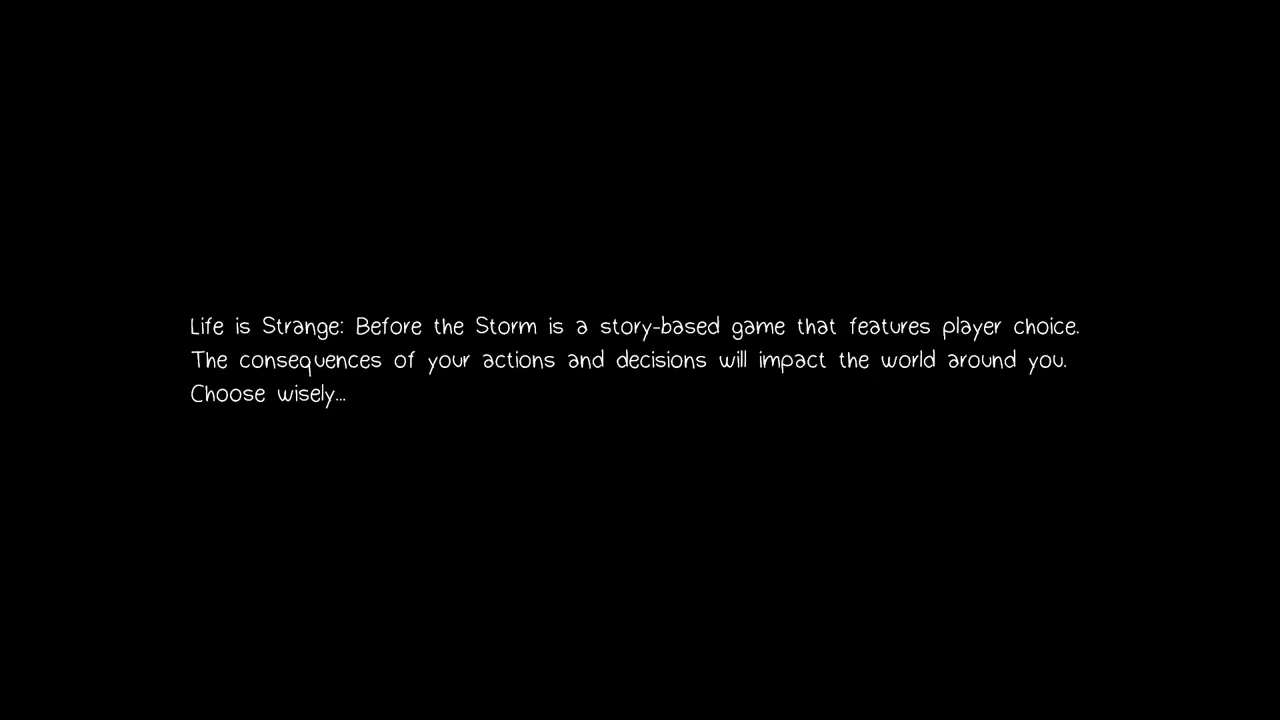 Life is Strange: Before the Storm is a story-based game that features player choice.
The consequences of your actions and decisions will impact the world around you.
Choose wisely...